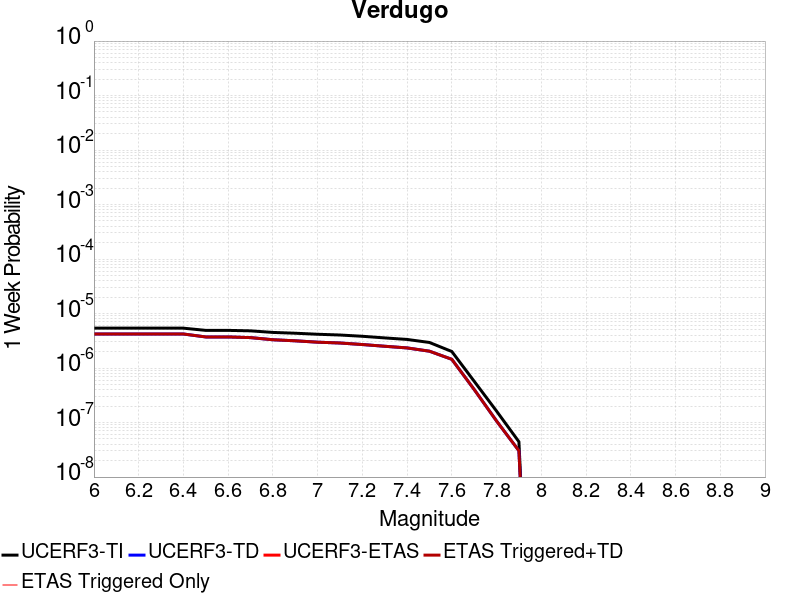 Verdugo
10^0
10^-1
10^-2
10^-3
10^-4
10^-5
10^-6
10^-7
10^-8
1 Week Probability
6 6.2 6.4 6.6 6.8 7 7.2 7.4 7.6 7.8 8 8.2 8.4 8.6 8.8 9
Magnitude
UCERF3-TI UCERF3-TD UCERF3-ETAS ETAS Triggered+TD
ETAS Triggered Only